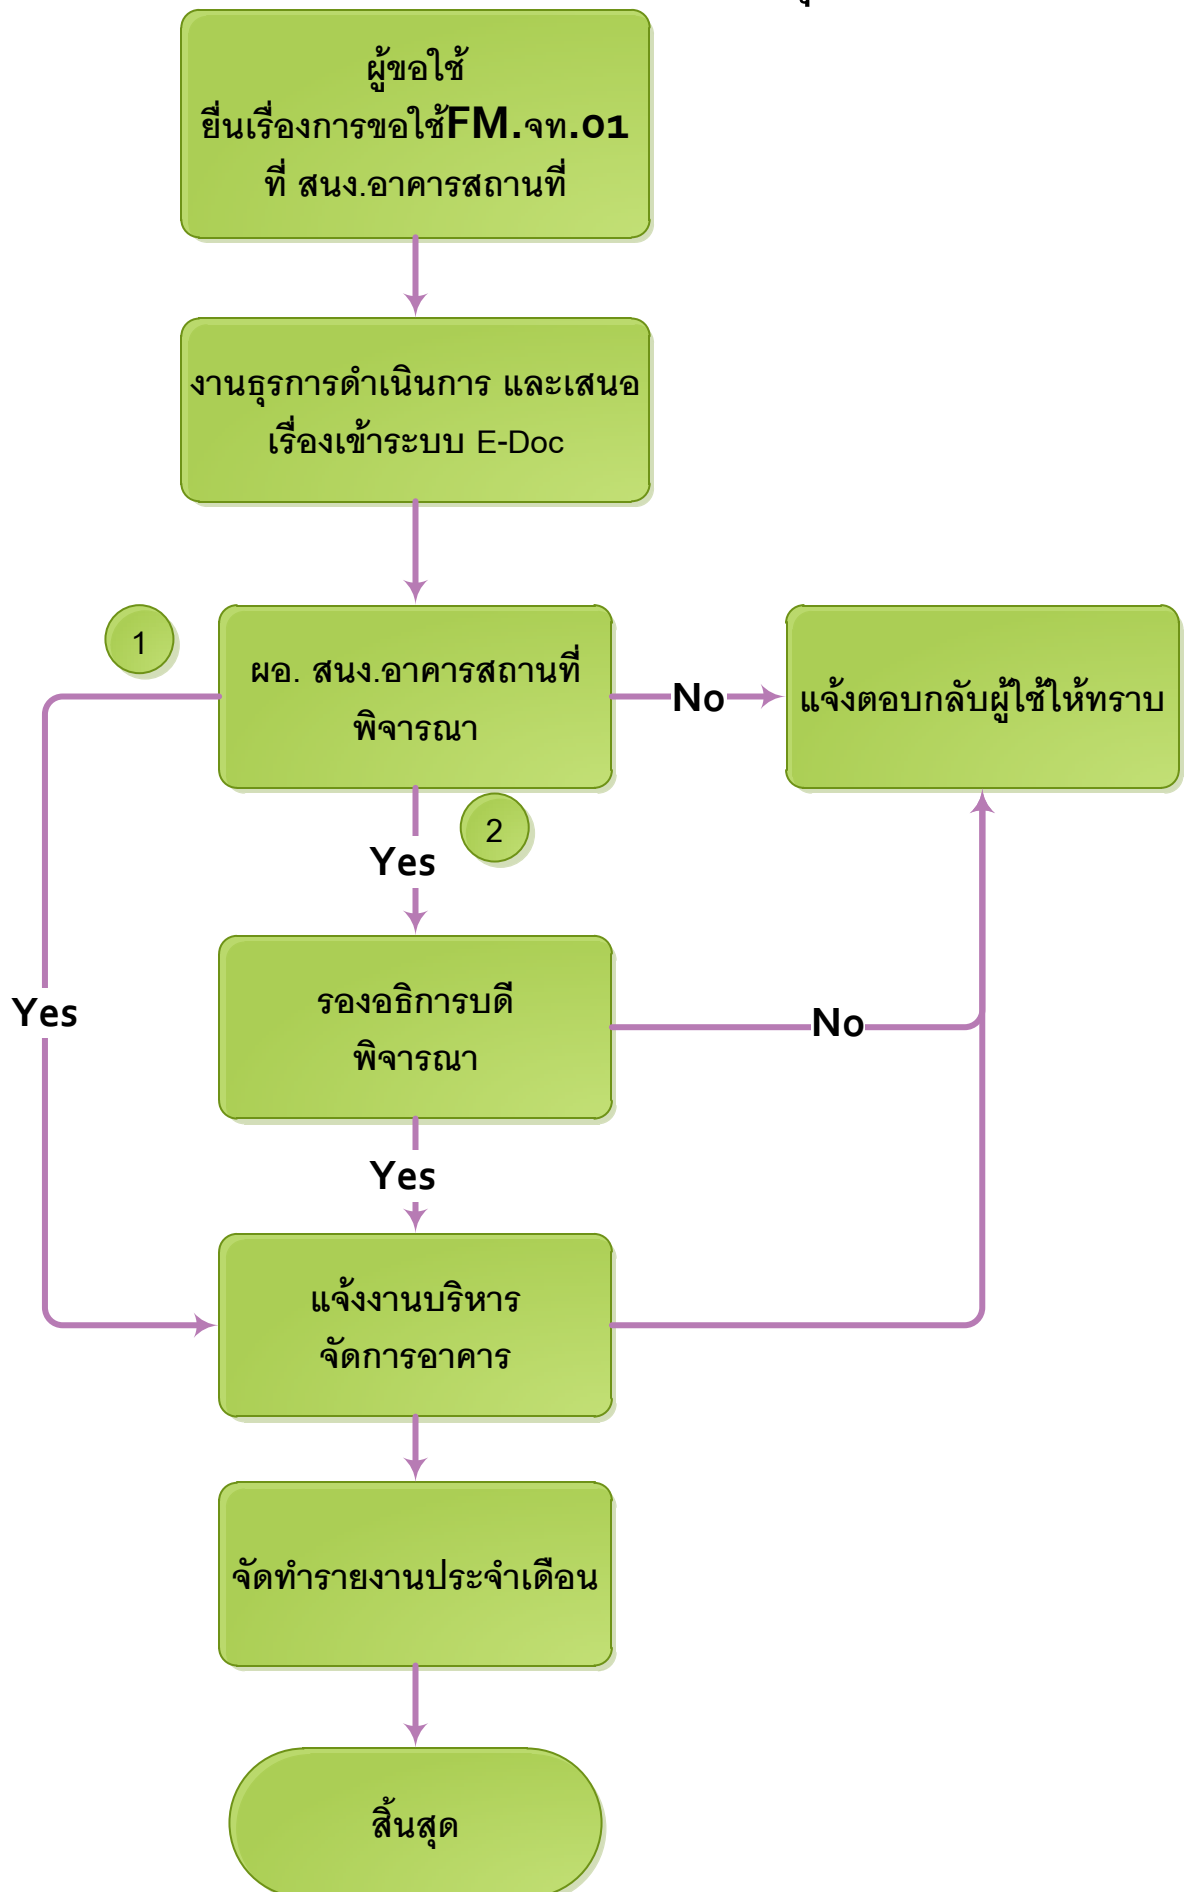 ผู้ขอใช้
ยื่นเรื่องการขอใช้FM.จท.01
ที่ สนง.อาคารสถานที่
งานธุรการดำเนินการ และเสนอ
เรื่องเข้าระบบ E-Doc
1
ผอ. สนง.อาคารสถานที่
พิจารณา
No
แจ้งตอบกลับผู้ใช้ให้ทราบ
2
Yes
รองอธิการบดี
พิจารณา
Yes
No
Yes
แจ้งงานบริหาร
จัดการอาคาร
จัดทำรายงานประจำเดือน
สิ้นสุด